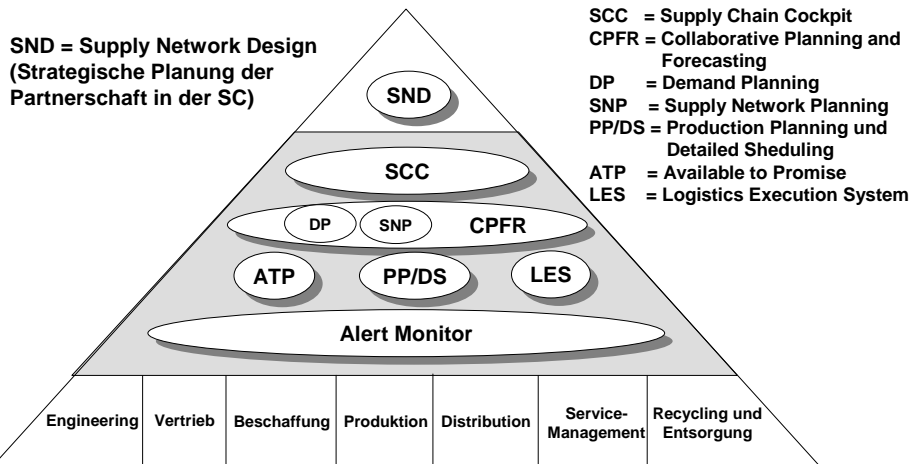 SND = Supply Network Design
(Strategische Planung der
Partnerschaft in der SC)
SCC = Supply Chain Cockpit
CPFR = Collaborative Planning and
Forecasting
DP = Demand Planning
SNP = Supply Network Planning
PP/DS = Production Planning und
Detailed Sheduling
ATP = Available to Promise
LES = Logistics Execution System
SND
SCC
DP SNP CPFR
ATP PP/DS LES
Alert Monitor
Engineering Vertrieb Beschaffung Produktion Distribution
Service-
Management
Recycling und
Entsorgung